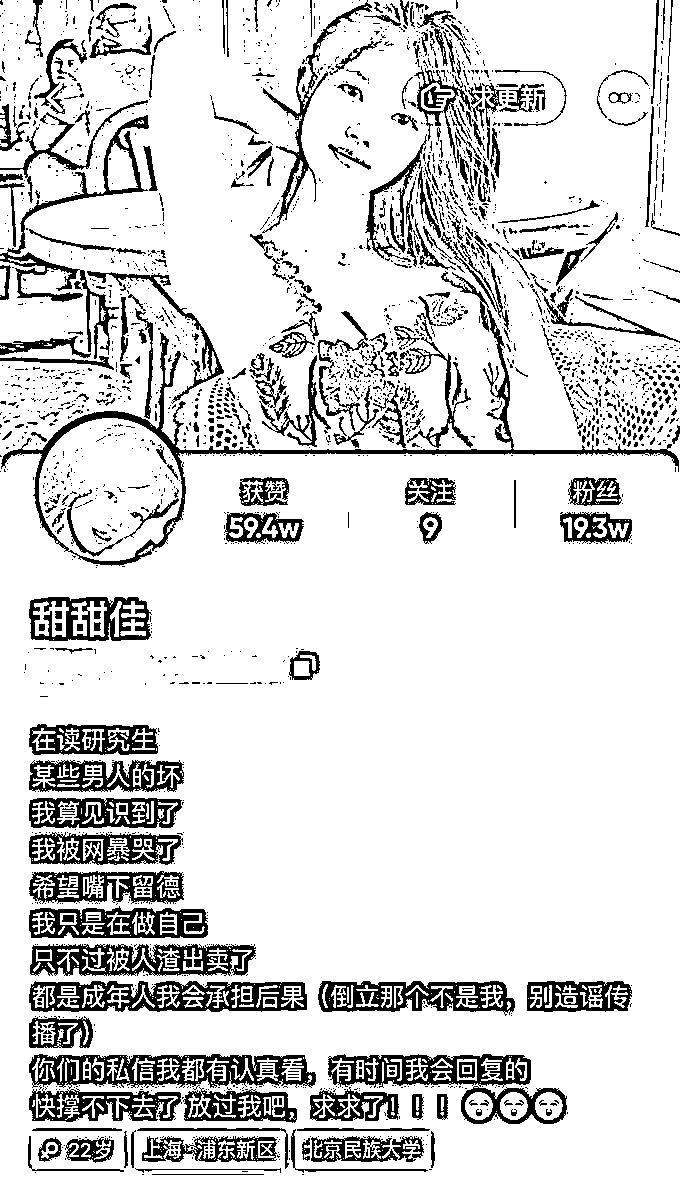 求更新
获赞 关注 粉丝
59.4w 9 19.3w
甜甜佳
在读研究生
某些男人的坏
我算见识到了
我被网暴哭了
希望嘴下留德
我只是在做自己
只不过被人渣出卖了
都是成年人我会承担后果（倒立那个不是我，别造谣传
播了）
你们的私信我都有认真看，有时间我会回复的
快撑不下去了 放过我吧，求求了！！！
22岁 上海·浦东新区 北京民族大学